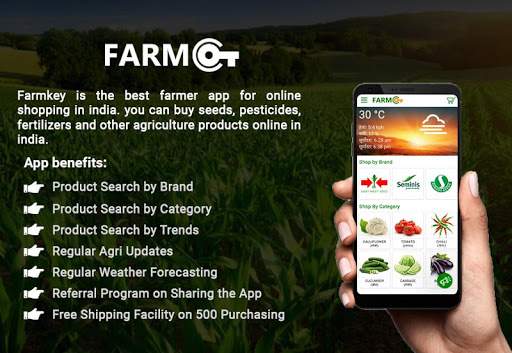 FARM
Farmkey is the best farmer app for online
shopping in india. you can buy seeds, pesticides,
fertilizers and other agriculture products online in
india.
App benefits:
Product Search by Brand
Product Search by Category
Product Search by Trends
Regular Agri Updates
Regular Weather Forecasting
Referral Program on Sharing the App
Free Shipping Facility on 500 Purchasing
FARM
30 °C
Shop by Brand
Seminis
Shop By Category
CAULIFLOWER
TOMATO
CHILLI
CUCUMBER
CABBAGE